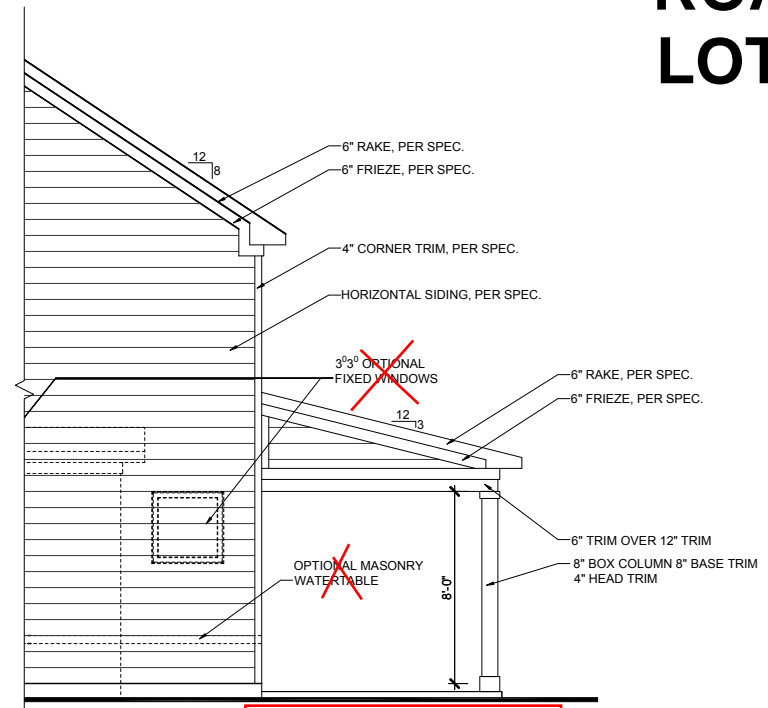 LOT
12
8
6" RAKE, PER SPEC.
6" FRIEZE, PER SPEC.
4" CORNER TRIM, PER SPEC.
HORIZONTAL SIDING, PER SPEC.
3⁰3⁰ OPTIONAL
FIXED WINDOWS
6" RAKE, PER SPEC.
6" FRIEZE, PER SPEC.
12
3
6" TRIM OVER 12" TRIM
8" BOX COLUMN 8" BASE TRIM
4" HEAD TRIM
OPTIONAL MASONRY
WATERTABLE
8'-0"